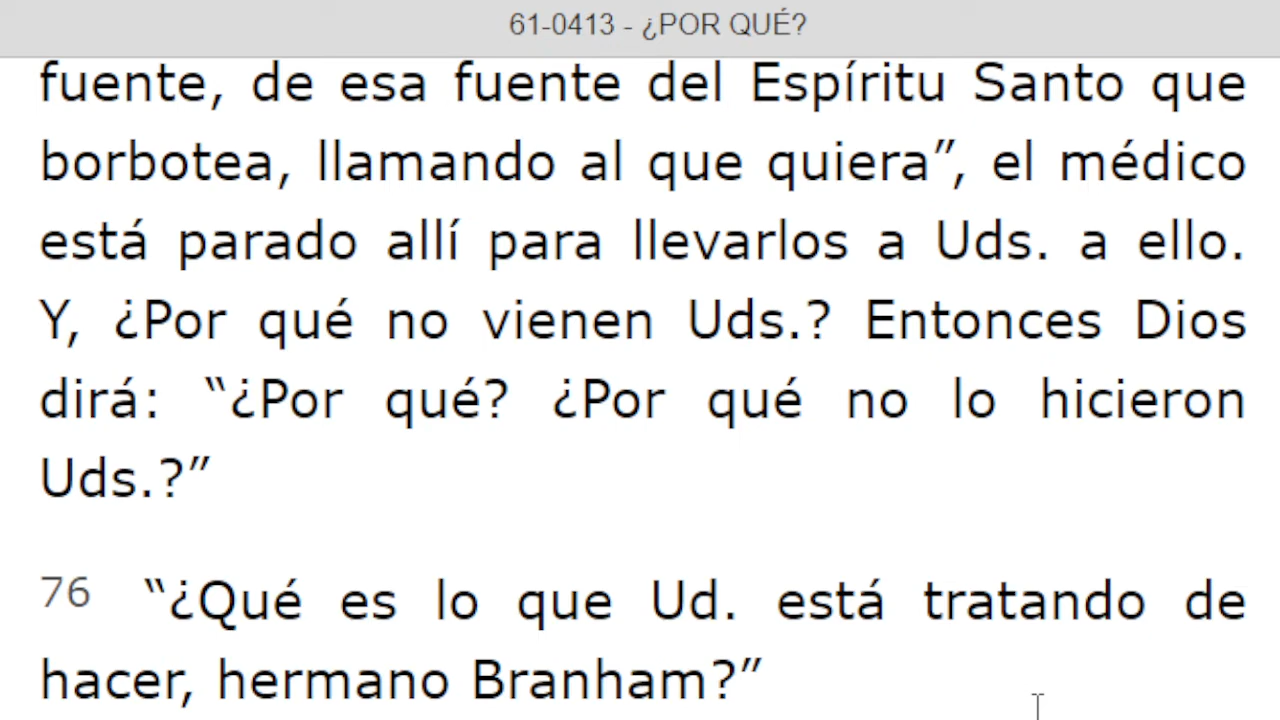 61-0413 - ¿POR QUÉ?
fuente, de esa fuente del Espíritu Santo que
borbotea, llamando al que quiera”, el médico
está parado allí para llevarlos a Uds. a ello.
Y, ¿Por qué no vienen Uds.? Entonces Dios
dirá: “¿Por qué? ¿Por qué no lo hicieron
Uds.?”
76 “¿Qué es lo que Ud. está tratando de
hacer, hermano Branham?”